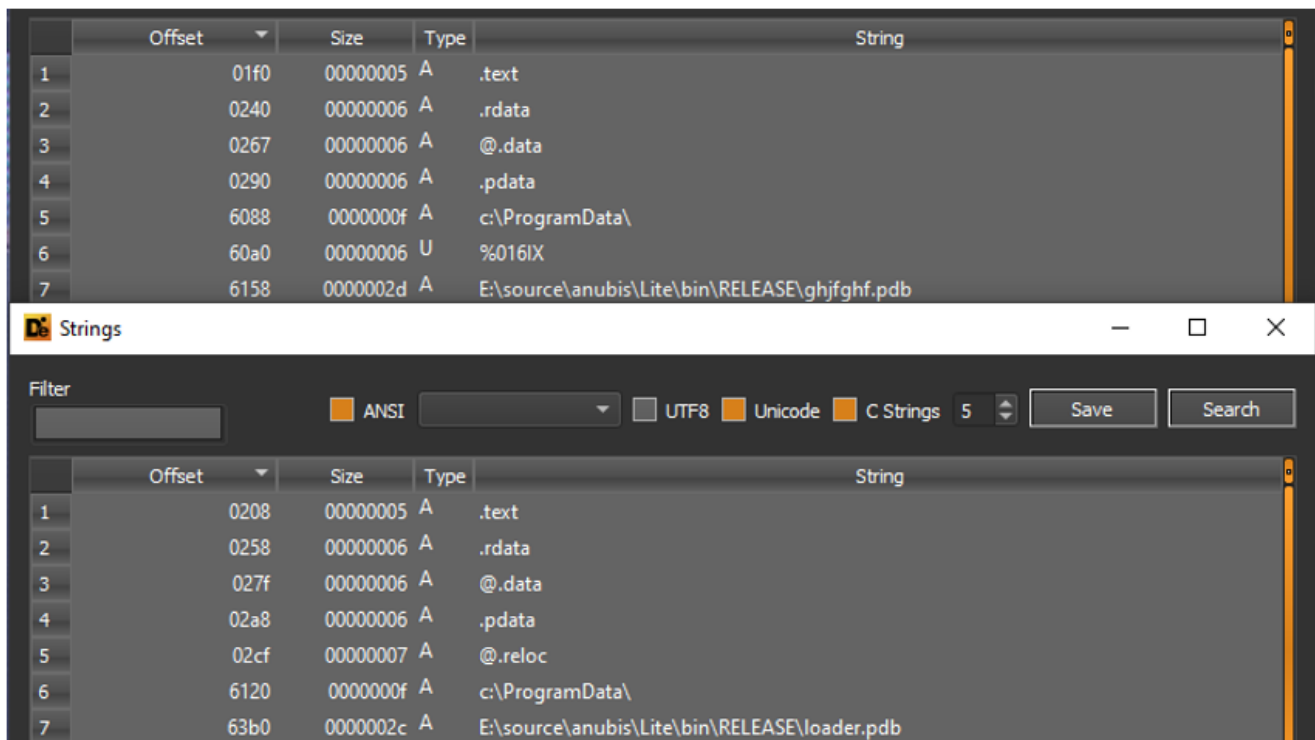 Offset Size Type String
1 01f0 00000005 A .text
2 0240 00000006 A .rdata
3 0267 00000006 A @.data
4 0290 00000006 A .pdata
5 6088 0000000f A c:\ProgramData\
6 60a0 00000006 U %016IX
7 6158 0000002d A E:\source\anubis\Lite\bin\RELEASE\ghjfghf.pdb
De Strings
Filter
ANSI UTF8 Unicode C Strings 5 Save Search
Offset Size Type String
1 0208 00000005 A .text
2 0258 00000006 A .rdata
3 027f 00000006 A @.data
4 02a8 00000006 A .pdata
5 02cf 00000007 A @.reloc
6 6120 0000000f A c:\ProgramData\
7 63b0 0000002c A E:\source\anubis\Lite\bin\RELEASE\loader.pdb